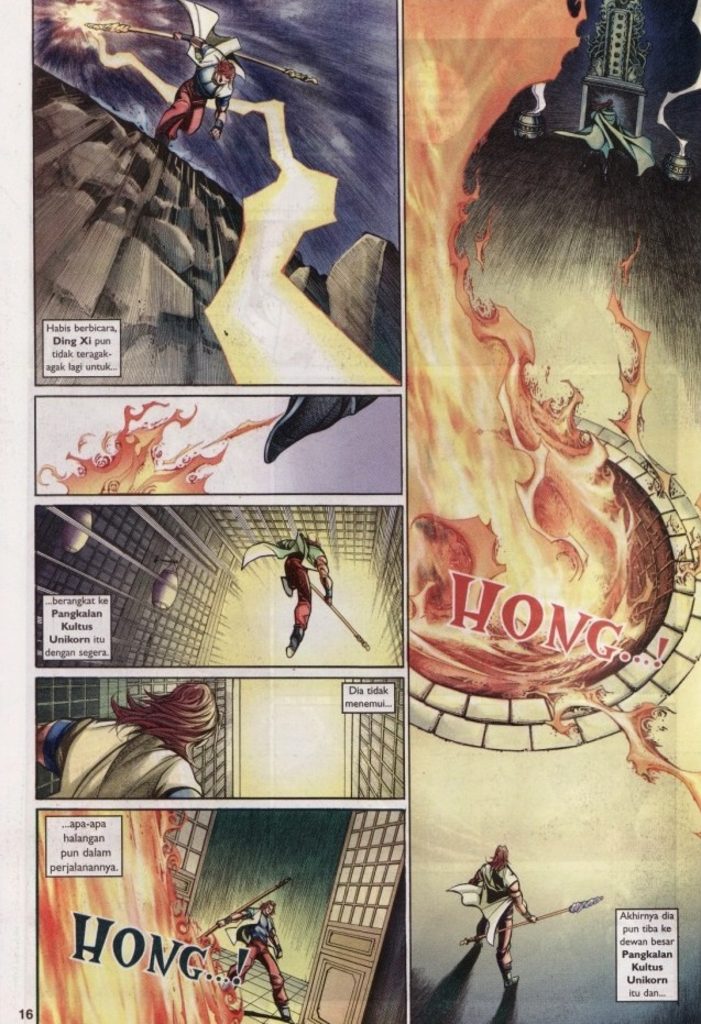 Habis berbicara,
Ding Xi pun
tidak teragak-
agak lagi untuk...
...berangkat ke
Pangkalan
Kultus
Unikorn itu
dengan segera.
Dia tidak
menemui...
...apa-apa
halangan
pun dalam
perjalanannya.
HONG...!
HONG...!
Akhirnya dia
pun tiba ke
dewan besar
Pangkalan
Kultus
Unikorn
itu dan...
16